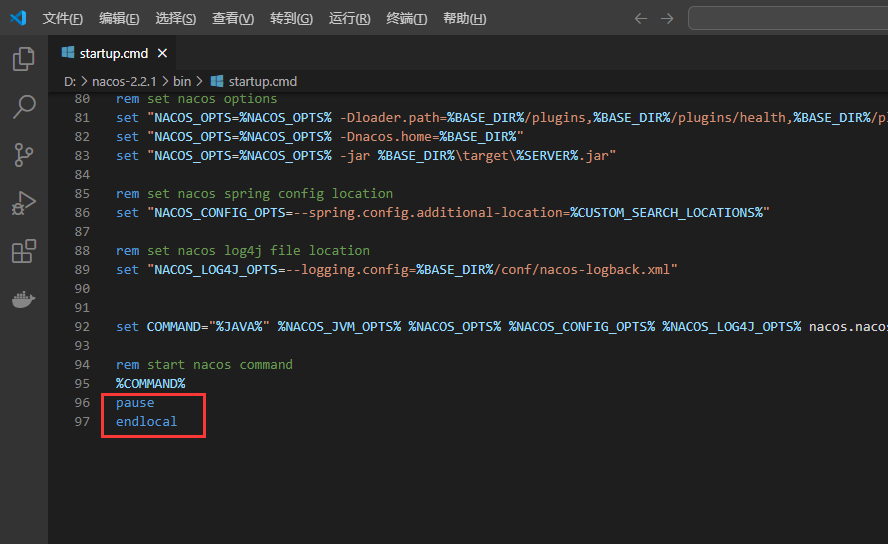 文件(F) 编辑(E) 选择(S) 查看(V) 转到(G) 运行(R) 终端(T) 帮助(H)
startup.cmd
D: > nacos-2.2.1 > bin > startup.cmd
80 rem set nacos options
81 set "NACOS_OPTS=%NACOS_OPTS% -Dloader.path=%BASE_DIR%/plugins,%BASE_DIR%/plugins/health,%BASE_DIR%/pl
82 set "NACOS_OPTS=%NACOS_OPTS% -Dnacos.home=%BASE_DIR%"
83 set "NACOS_OPTS=%NACOS_OPTS% -jar %BASE_DIR%\target\%SERVER%.jar"
84
85 rem set nacos spring config location
86 set "NACOS_CONFIG_OPTS=--spring.config.additional-location=%CUSTOM_SEARCH_LOCATIONS%"
87
88 rem set nacos log4j file location
89 set "NACOS_LOG4J_OPTS=--logging.config=%BASE_DIR%/conf/nacos-logback.xml"
90
91
92 set COMMAND="%JAVA%" %NACOS_JVM_OPTS% %NACOS_OPTS% %NACOS_CONFIG_OPTS% %NACOS_LOG4J_OPTS% nacos.nacos
93
94 rem start nacos command
95 %COMMAND%
96 pause
97 endlocal